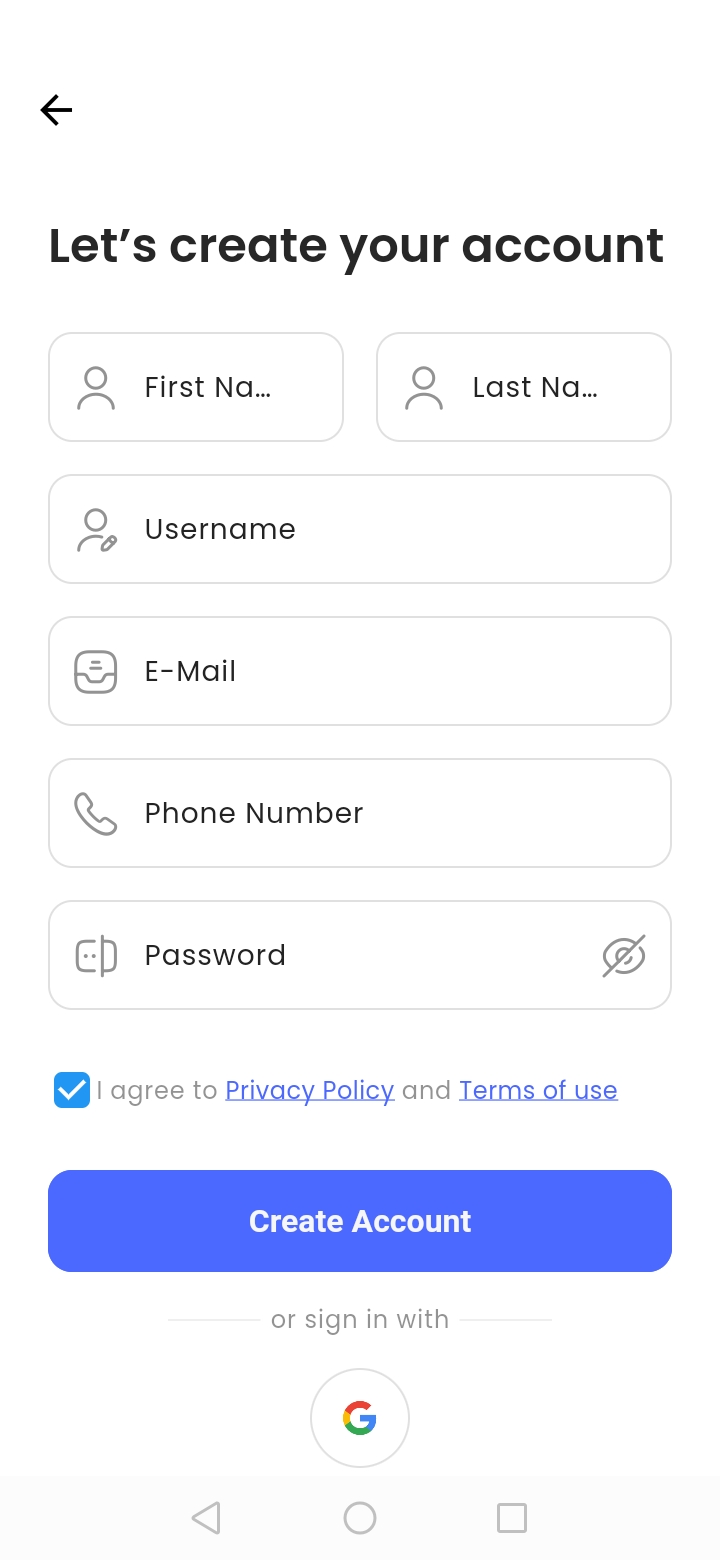 Let’s create your account
First Na...
Last Na...
Username
E-Mail
Phone Number
Password
I agree to Privacy Policy and Terms of use
Create Account
or sign in with